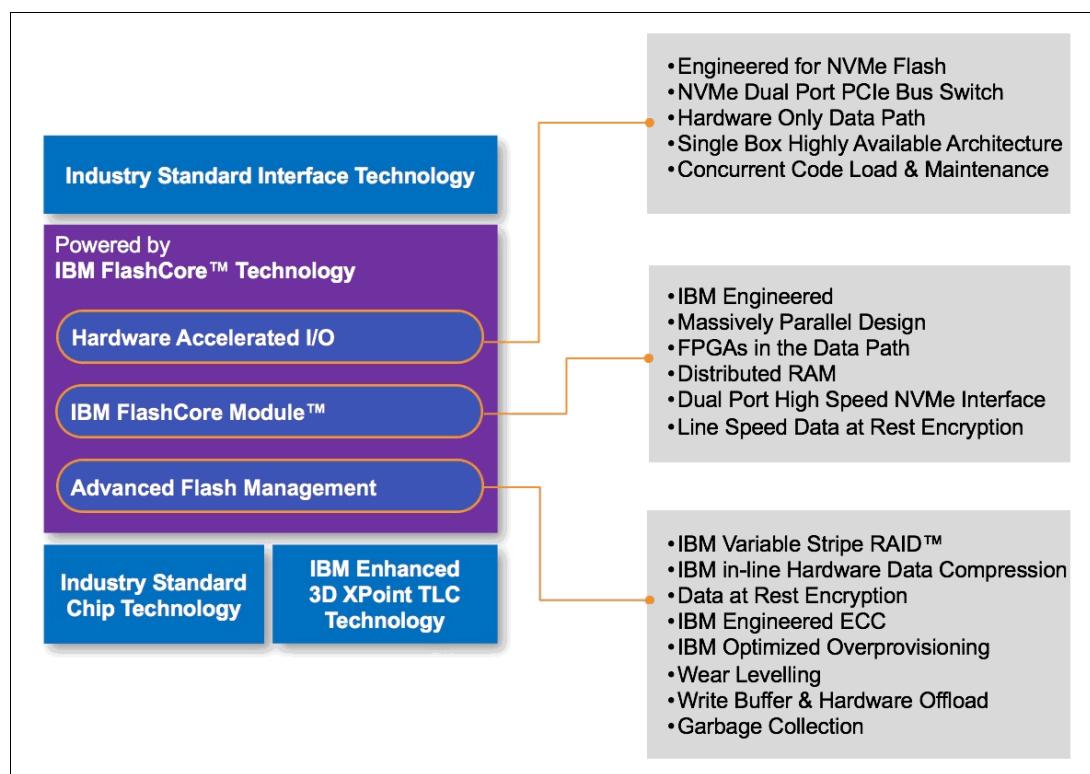 Industry Standard Interface Technology
Powered by
IBM FlashCore™ Technology
Hardware Accelerated I/O
IBM FlashCore Module™
Advanced Flash Management
Industry Standard
Chip Technology
IBM Enhanced
3D XPoint TLC
Technology
•Engineered for NVMe Flash
•NVMe Dual Port PCIe Bus Switch
•Hardware Only Data Path
•Single Box Highly Available Architecture
•Concurrent Code Load & Maintenance
•IBM Engineered
•Massively Parallel Design
•FPGAs in the Data Path
•Distributed RAM
•Dual Port High Speed NVMe Interface
•Line Speed Data at Rest Encryption
•IBM Variable Stripe RAID™
•IBM in-line Hardware Data Compression
•Data at Rest Encryption
•IBM Engineered ECC
•IBM Optimized Overprovisioning
•Wear Levelling
•Write Buffer & Hardware Offload
•Garbage Collection